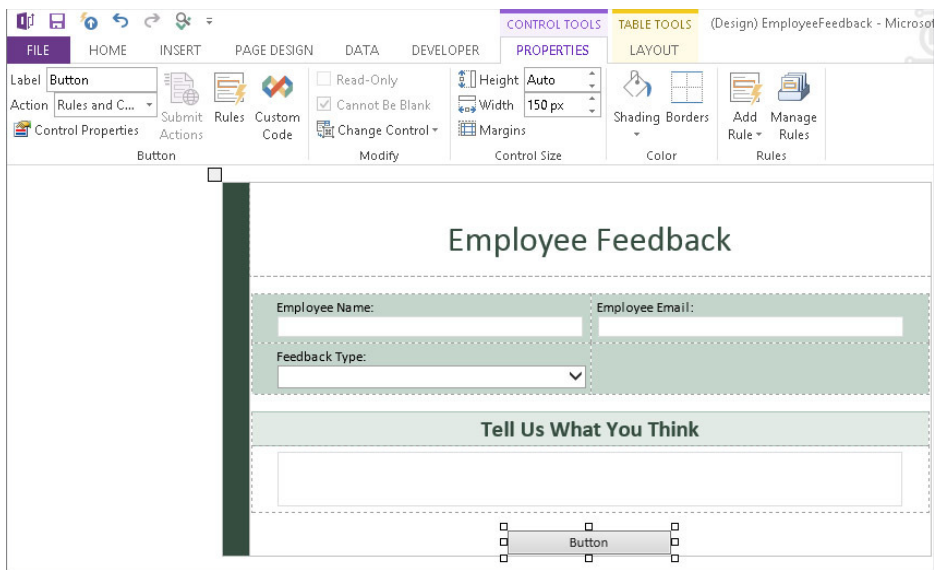 CONTROL TOOLS TABLE TOOLS (Design) EmployeeFeedback - Microsof
FILE HOME INSERT PAGE DESIGN DATA DEVELOPER PROPERTIES LAYOUT
Label Button Read-Only Height Auto
Action Rules and C... Cannot Be Blank Width 150 px
Control Properties Submit Actions Rules Custom Code Change Control Margins Shading Borders Add Rule Manage Rules
Button Modify Control Size Color Rules
Employee Feedback
Employee Name: Employee Email:
Feedback Type:
Tell Us What You Think
Button